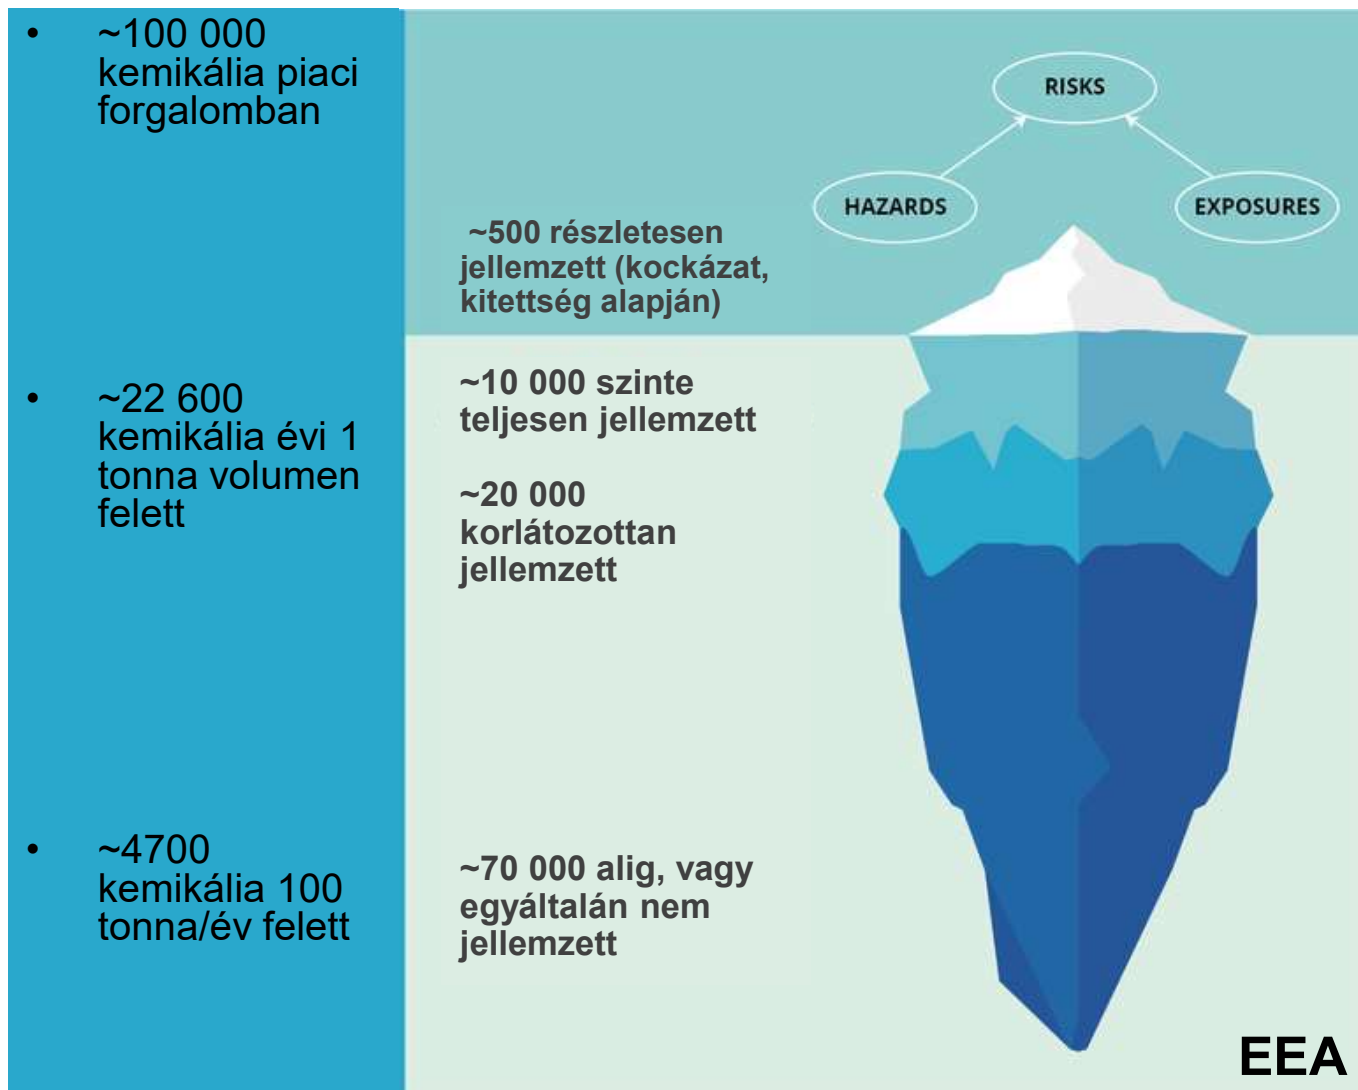 • ~100 000
kemikália piaci
forgalomban
• ~22 600
kemikália évi 1
tonna volumen
felett
• ~4700
kemikália 100
tonna/év felett
~500 részletesen
jellemzett (kockázat,
kitettség alapján)
~10 000 szinte
teljesen jellemzett
~20 000
korlátozottan
jellemzett
~70 000 alig, vagy
egyáltalán nem
jellemzett
RISKS
HAZARDS
EXPOSURES
EEA